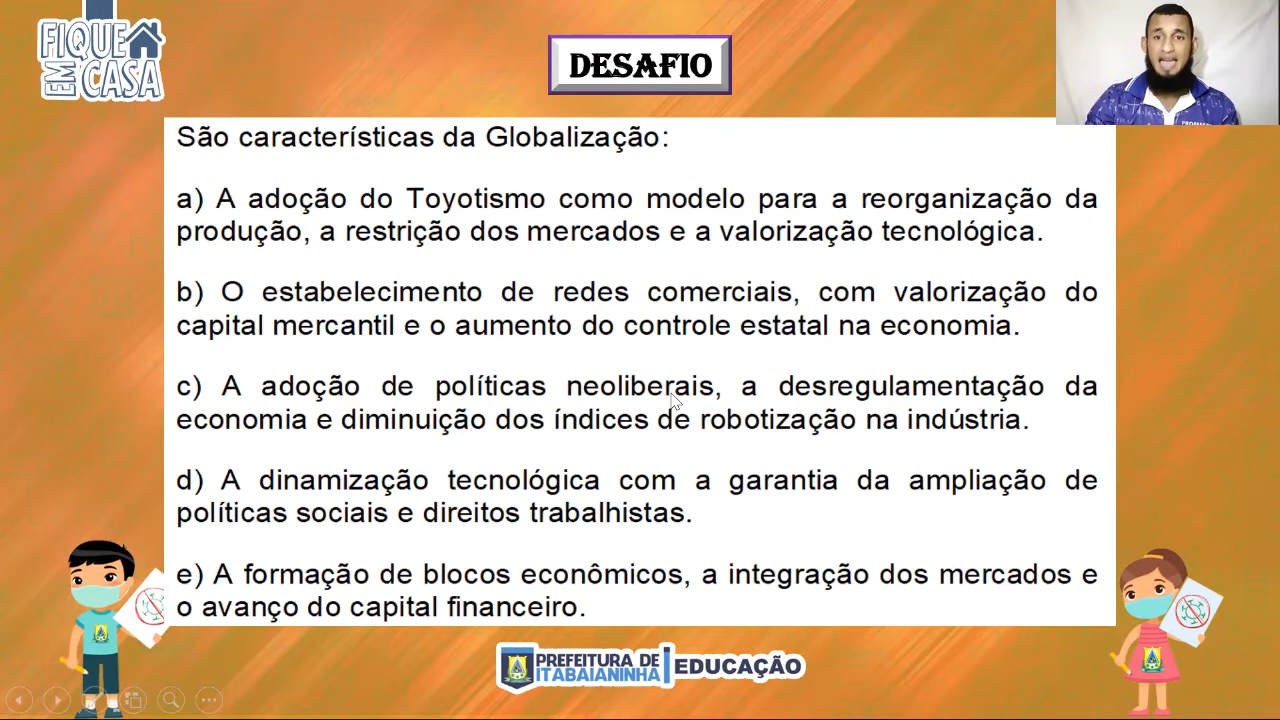 FIQUE
EM CASA
DESAFIO
PROFESSOR
São características da Globalização:
a) A adoção do Toyotismo como modelo para a reorganização da
produção, a restrição dos mercados e a valorização tecnológica.
b) O estabelecimento de redes comerciais, com valorização do
capital mercantil e o aumento do controle estatal na economia.
c) A adoção de políticas neoliberais, a desregulamentação da
economia e diminuição dos índices de robotização na indústria.
d) A dinamização tecnológica com a garantia da ampliação de
políticas sociais e direitos trabalhistas.
e) A formação de blocos econômicos, a integração dos mercados e
o avanço do capital financeiro.
PREFEITURA DE
ITABAIANINHA
EDUCAÇÃO